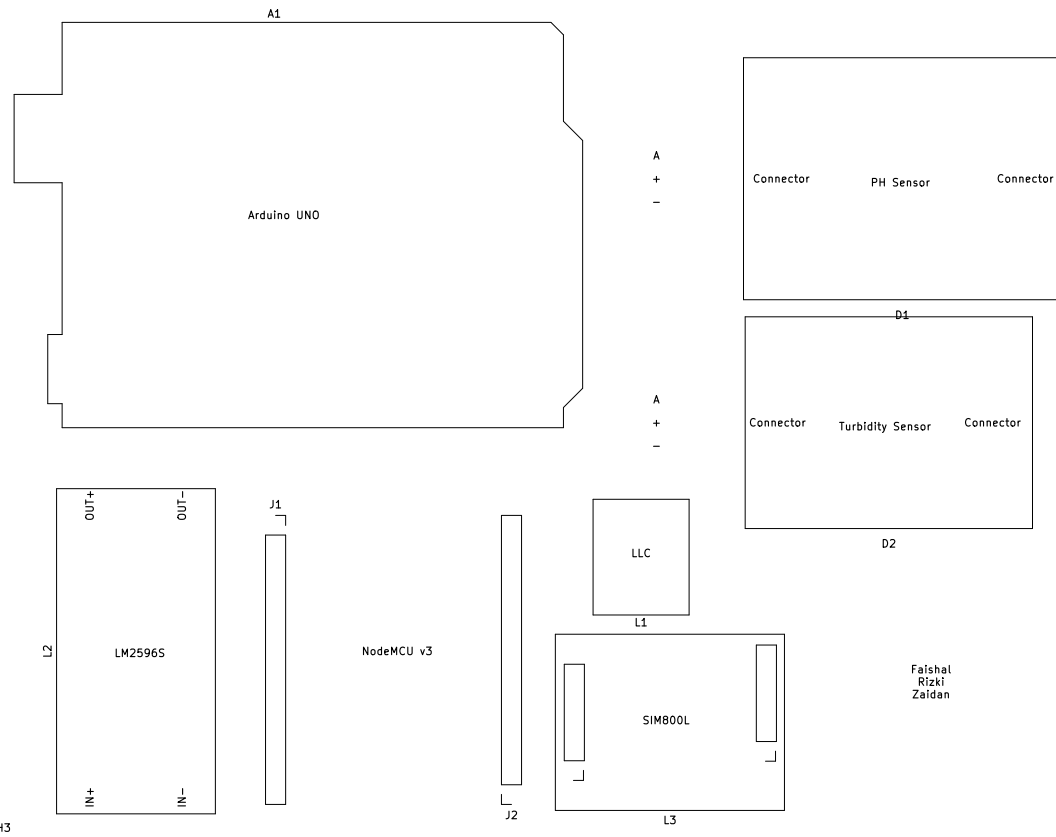 A1
Arduino UNO
A
+
−
Connector
PH Sensor
Connector
D1
A
+
−
Connector
Turbidity Sensor
Connector
D2
OUT+
OUT−
L2
LM2596S
IN+
IN−
J1
NodeMCU v3
J2
LLC
L1
SIM800L
L3
Faishal
Rizki
Zaidan
H3